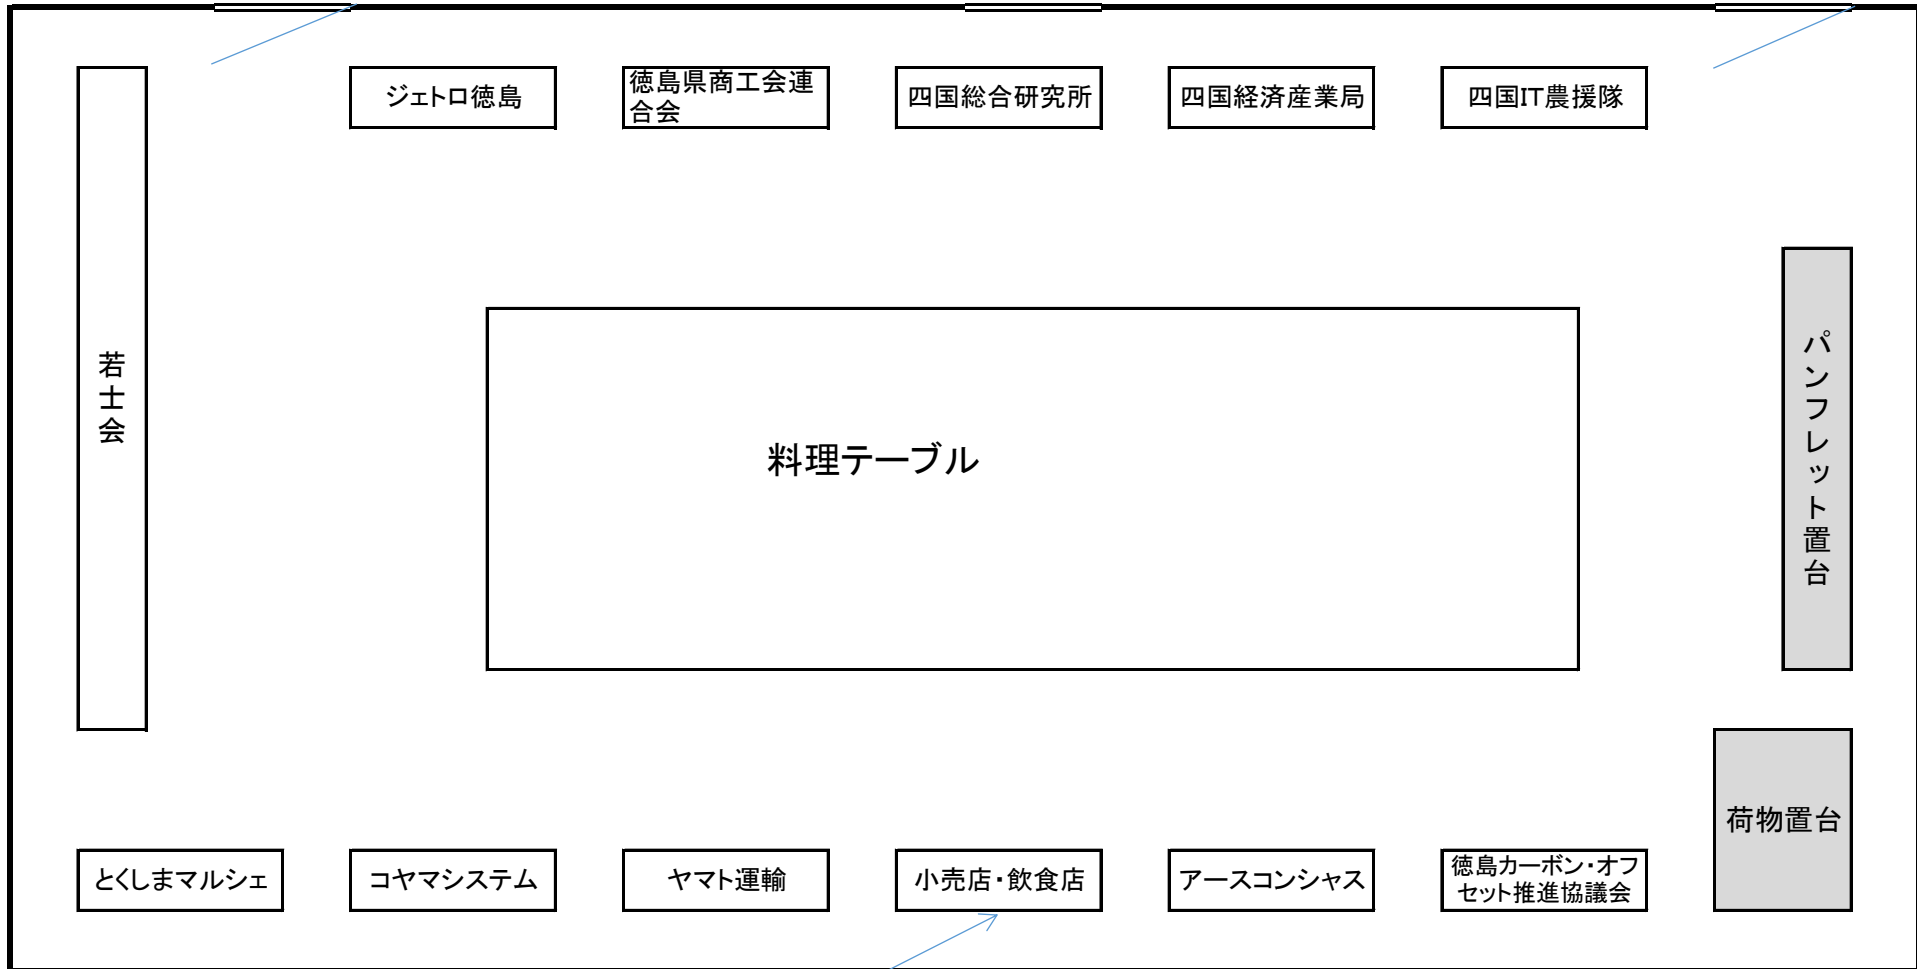 ジェトロ徳島
徳島県商工会連
合会
四国総合研究所
四国経済産業局
四国IT農援隊
若士会
料理テーブル
パンフレット置台
荷物置台
とくしまマルシェ
コヤマシステム
ヤマト運輸
小売店・飲食店
アースコンシャス
徳島カーボン・オフ
セット推進協議会